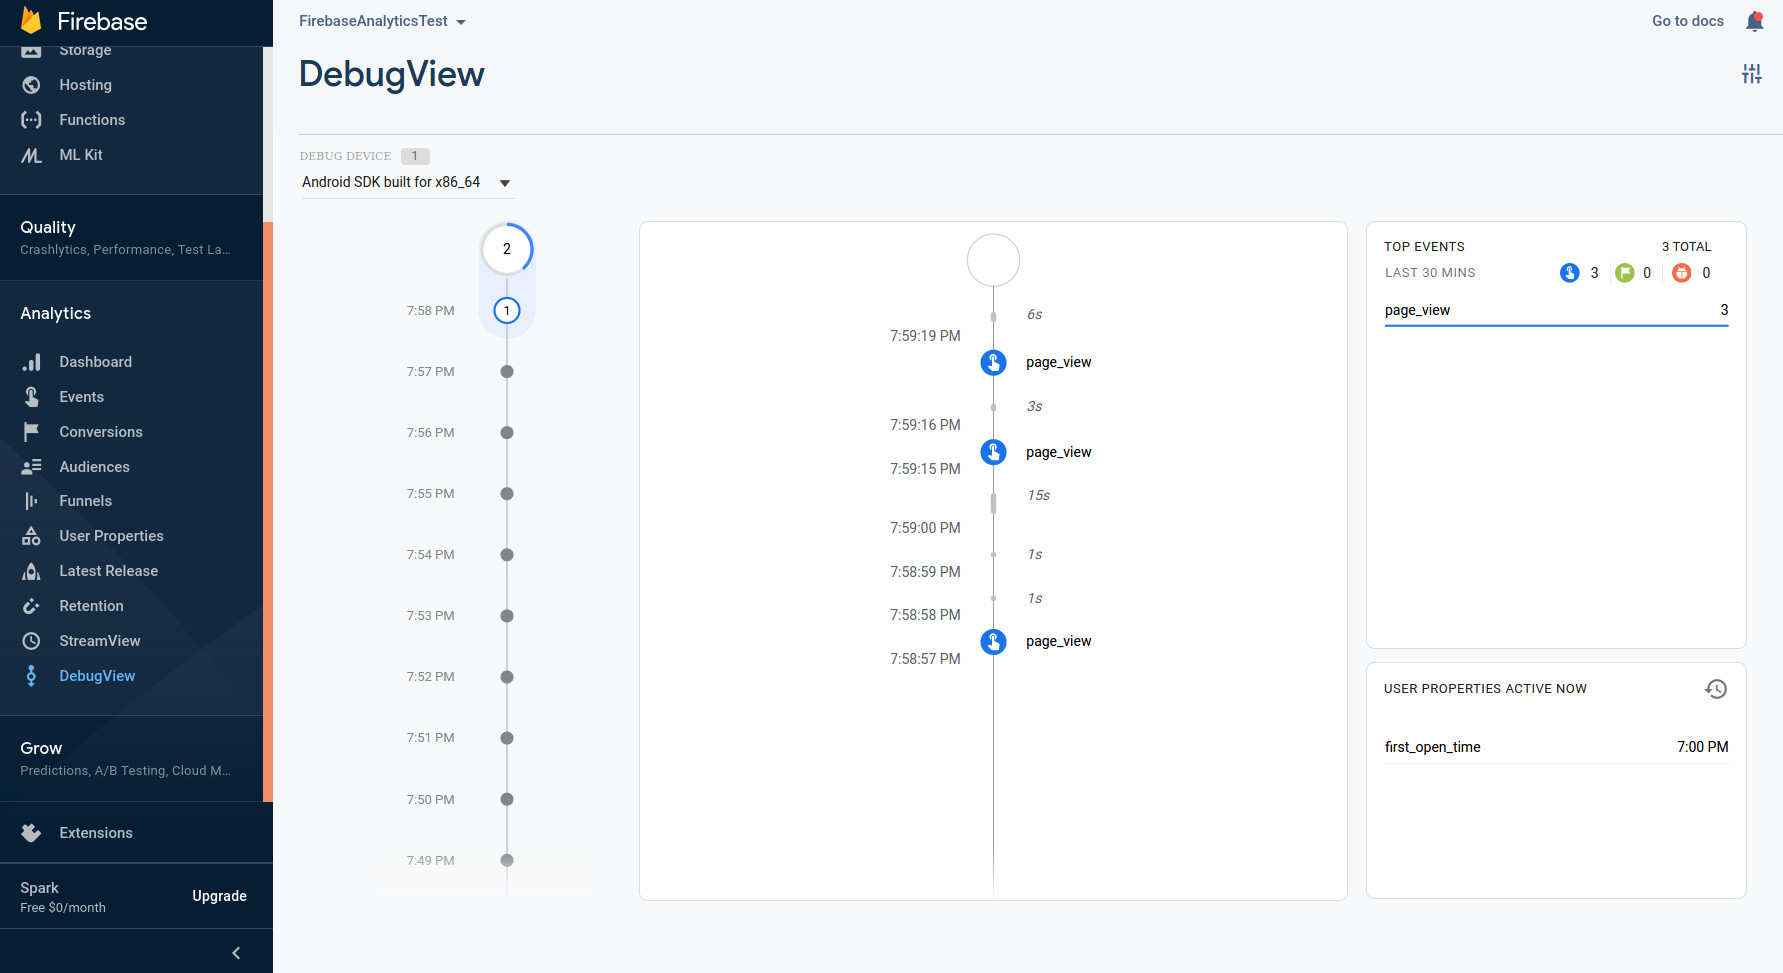 Firebase
Storage
Hosting
Functions
ML Kit
Quality
Crashlytics, Performance, Test La...
Analytics
Dashboard
Events
Conversions
Audiences
Funnels
User Properties
Latest Release
Retention
StreamView
DebugView
Grow
Predictions, A/B Testing, Cloud M...
Extensions
Spark
Free $0/month
Upgrade
FirebaseAnalyticsTest
Go to docs
DebugView
DEBUG DEVICE 1
Android SDK built for x86_64
2
7:58 PM 1
7:57 PM
7:56 PM
7:55 PM
7:54 PM
7:53 PM
7:52 PM
7:51 PM
7:50 PM
7:49 PM
6s
7:59:19 PM
page_view
3s
7:59:16 PM
page_view
7:59:15 PM
15s
7:59:00 PM
1s
7:58:59 PM
1s
7:58:58 PM
page_view
7:58:57 PM
TOP EVENTS 3 TOTAL
LAST 30 MINS 3 0 0
page_view 3
USER PROPERTIES ACTIVE NOW
first_open_time 7:00 PM